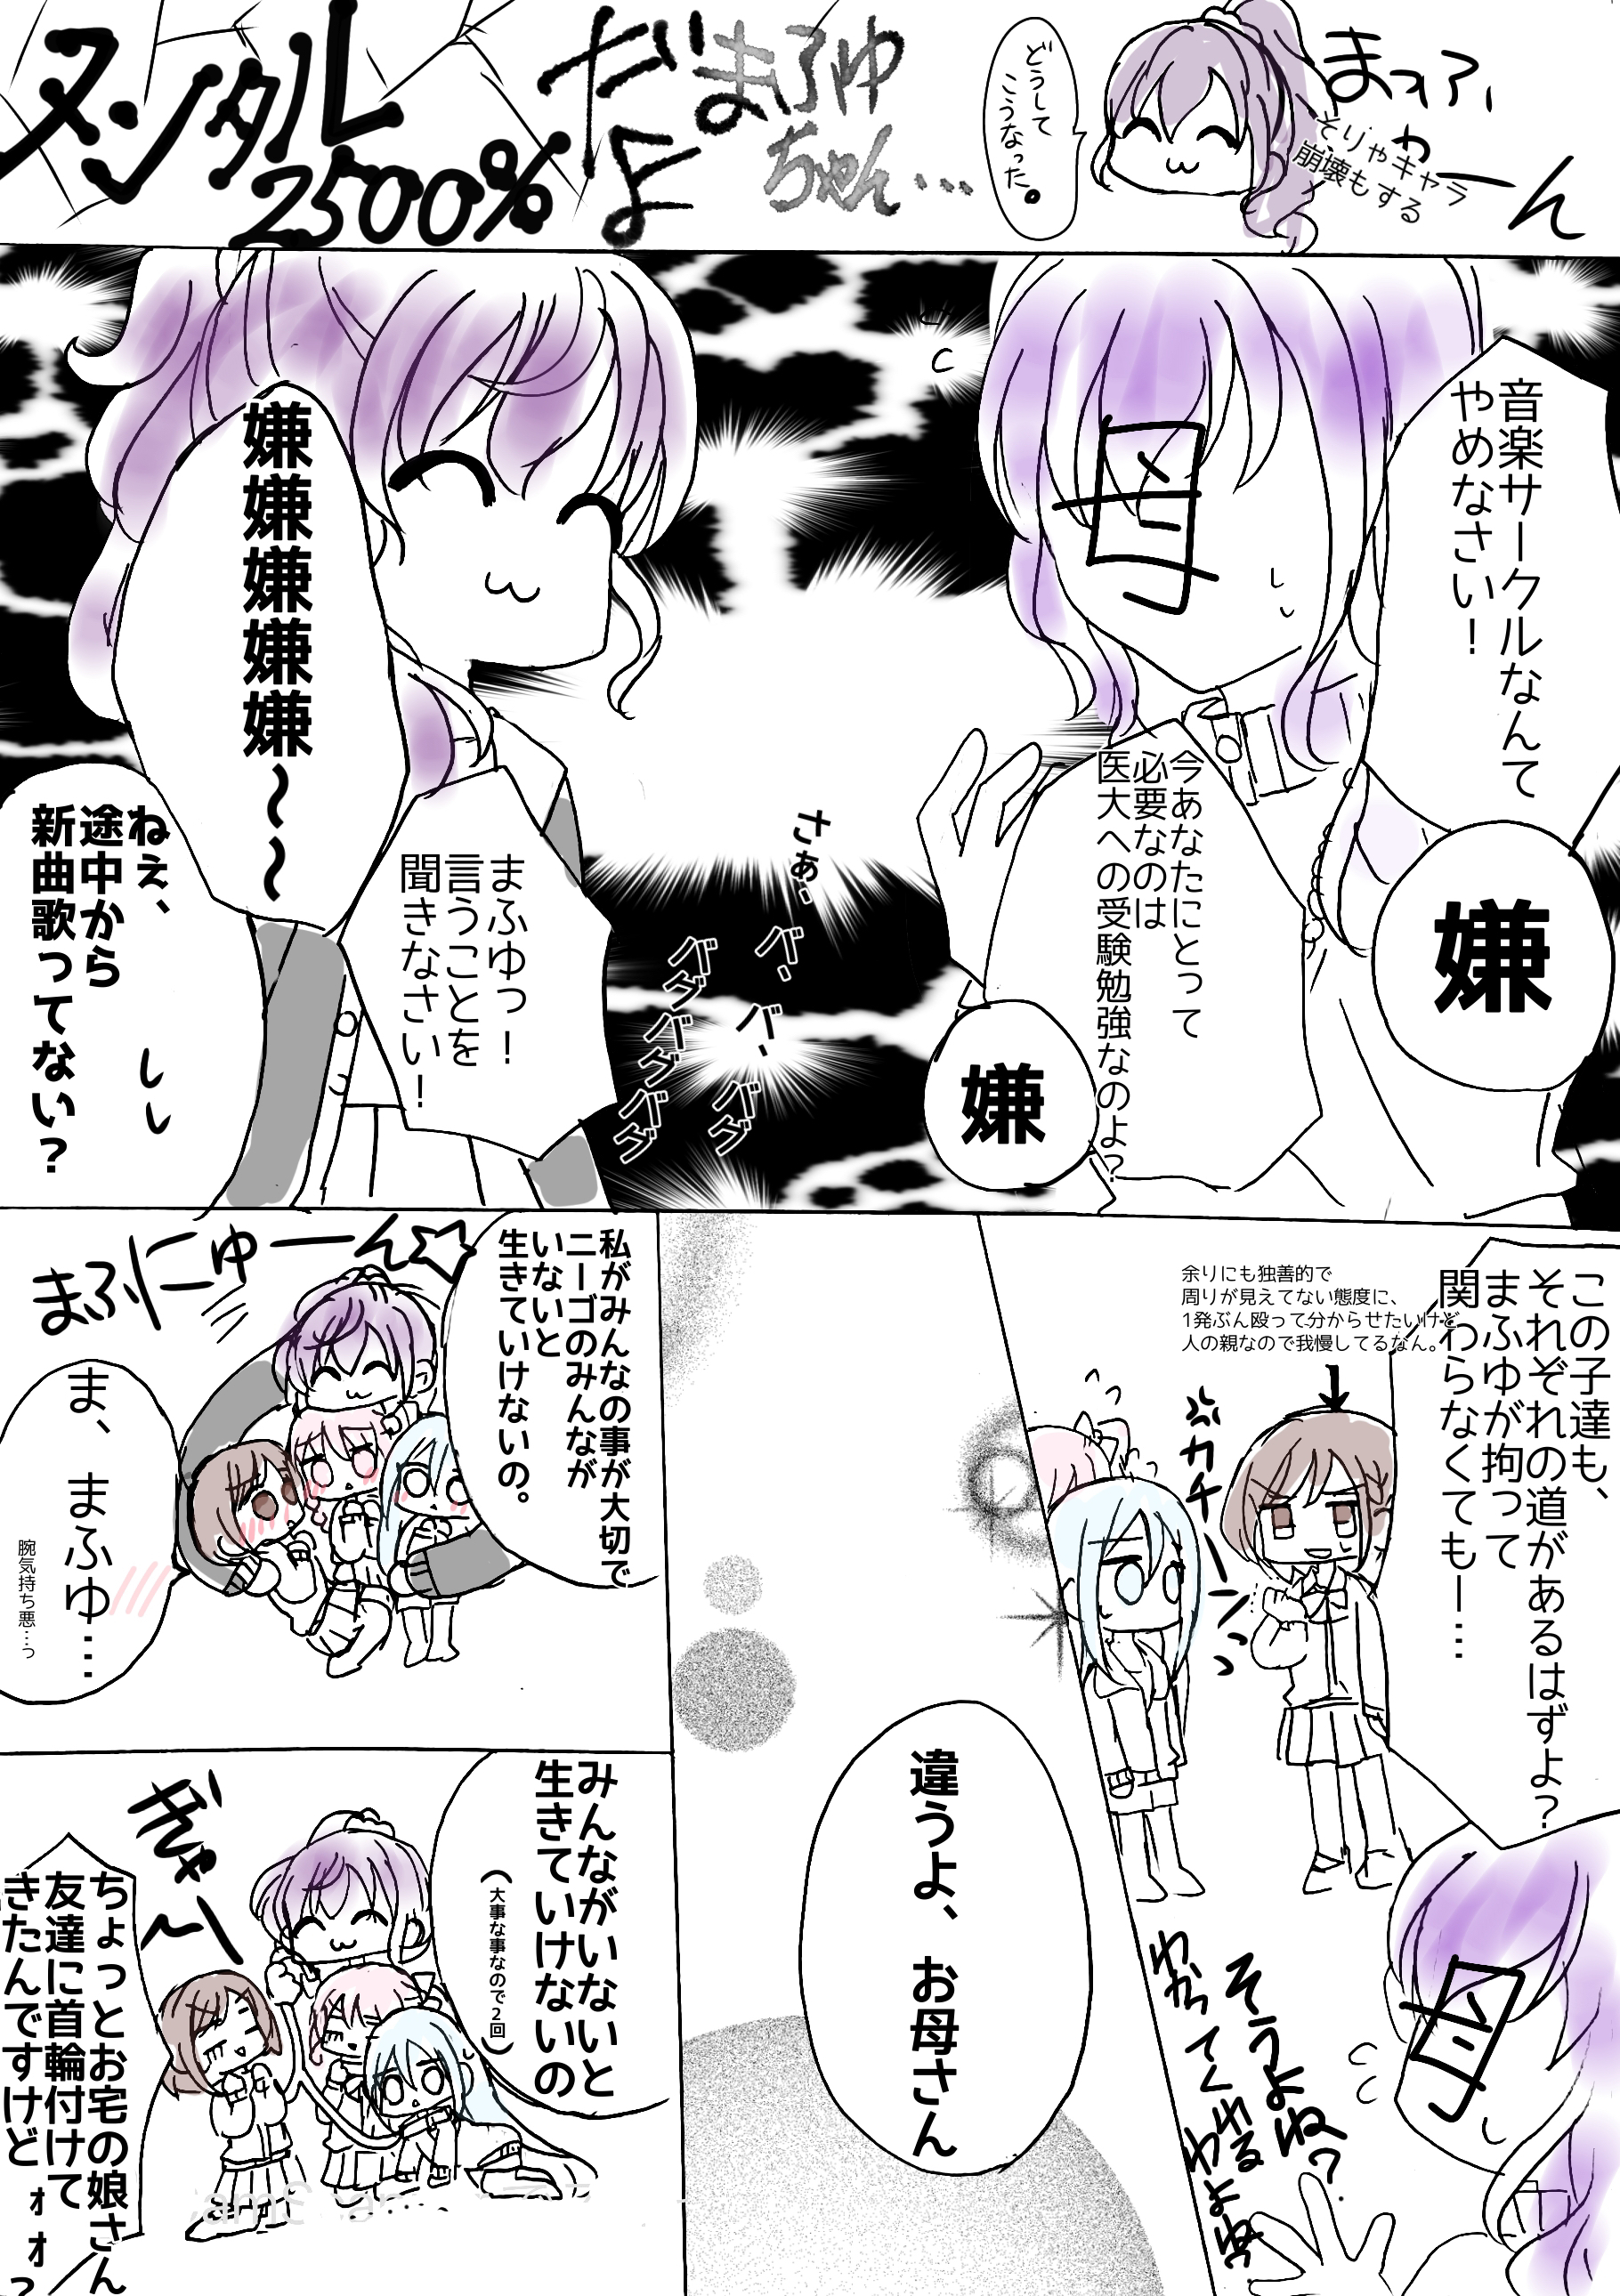 メンタル
2500%
だよ
まふゆ
ちゃん…
どうして
こうなった。
まっふ
わーん
そりゃキャラ
崩壊もする
音楽サークルなんて
やめなさい!
嫌
今あなたにとって
必要なのは
医大への受験勉強なのよ?
嫌
さぁ、
バ、
バ、
バグ
バグ
バグ
バグ
まふゆっ!
言うことを
聞きなさい!
嫌嫌嫌嫌嫌~~
ねぇ、
途中から
新曲歌ってない?
この子達も、
それぞれの道があるはずよ?
まふゆが拘って
関わらなくてもー…
余りにも独善的で
周りが見えてない態度に、
1発ぶん殴って分からせたいけど
人の親なので我慢してるなん。
カチーン
そうよね?
わかってくれるわよ
母
母
違うよ、お母さん
私がみんなの事が大切で
ニーゴのみんなが
いないと
生きていけないの。
まふにゅーん☆
ま、まふゆ…
腕気持ち悪…っ
みんながいないと
生きていけないの
(大事な事なので2回)
ぎゃー
ちょっとお宅の娘さん
友達に首輪付けて
きたんですけどォォォ?